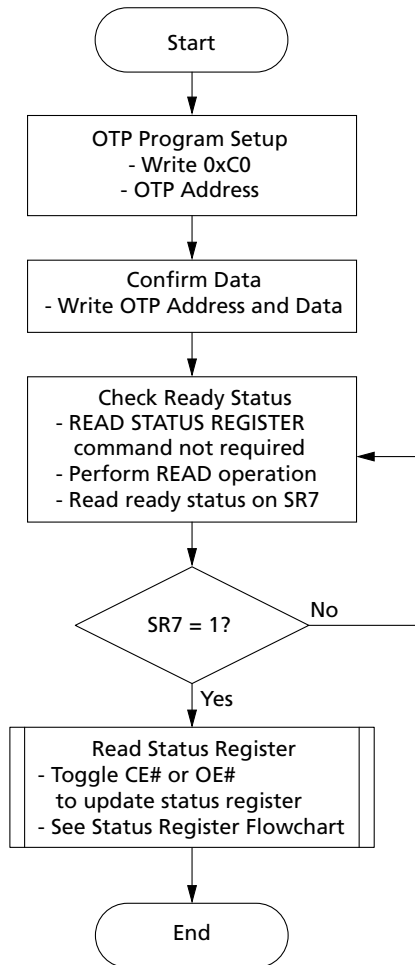 Start
OTP Program Setup
- Write 0xC0
- OTP Address
Confirm Data
- Write OTP Address and Data
Check Ready Status
- READ STATUS REGISTER
command not required
- Perform READ operation
- Read ready status on SR7
SR7 = 1?
No
Yes
Read Status Register
- Toggle CE# or OE#
to update status register
- See Status Register Flowchart
End